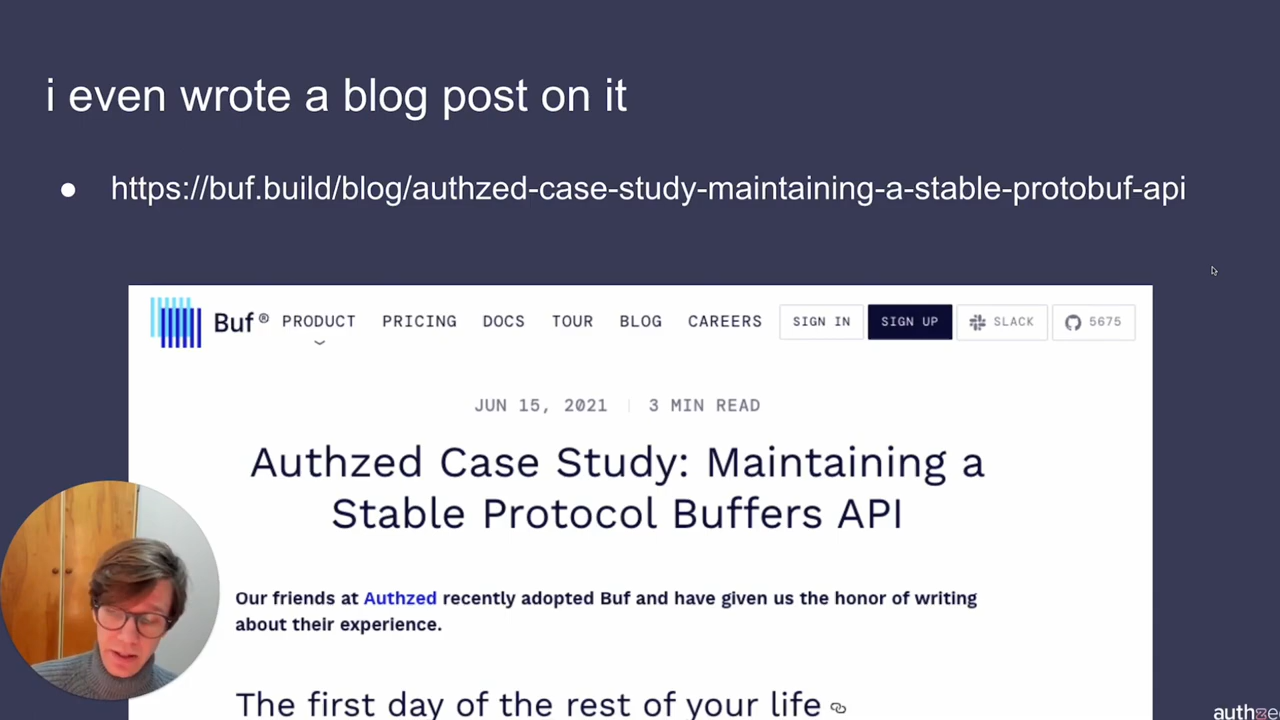 i even wrote a blog post on it
● https://buf.build/blog/authzed-case-study-maintaining-a-stable-protobuf-api
Buf ® PRODUCT PRICING DOCS TOUR BLOG CAREERS SIGN IN SIGN UP SLACK 5675
JUN 15, 2021 | 3 MIN READ
Authzed Case Study: Maintaining a
Stable Protocol Buffers API
Our friends at Authzed recently adopted Buf and have given us the honor of writing
about their experience.
The first day of the rest of your life
authze